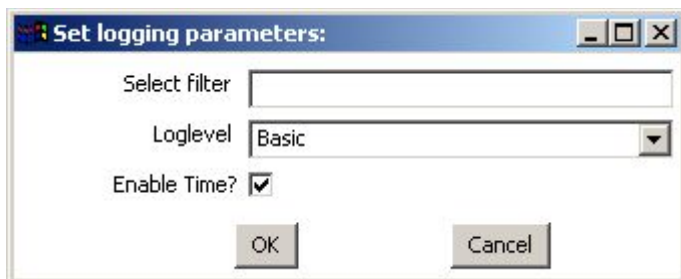 Set logging parameters:
Select filter
Loglevel Basic
Enable Time?
OK Cancel